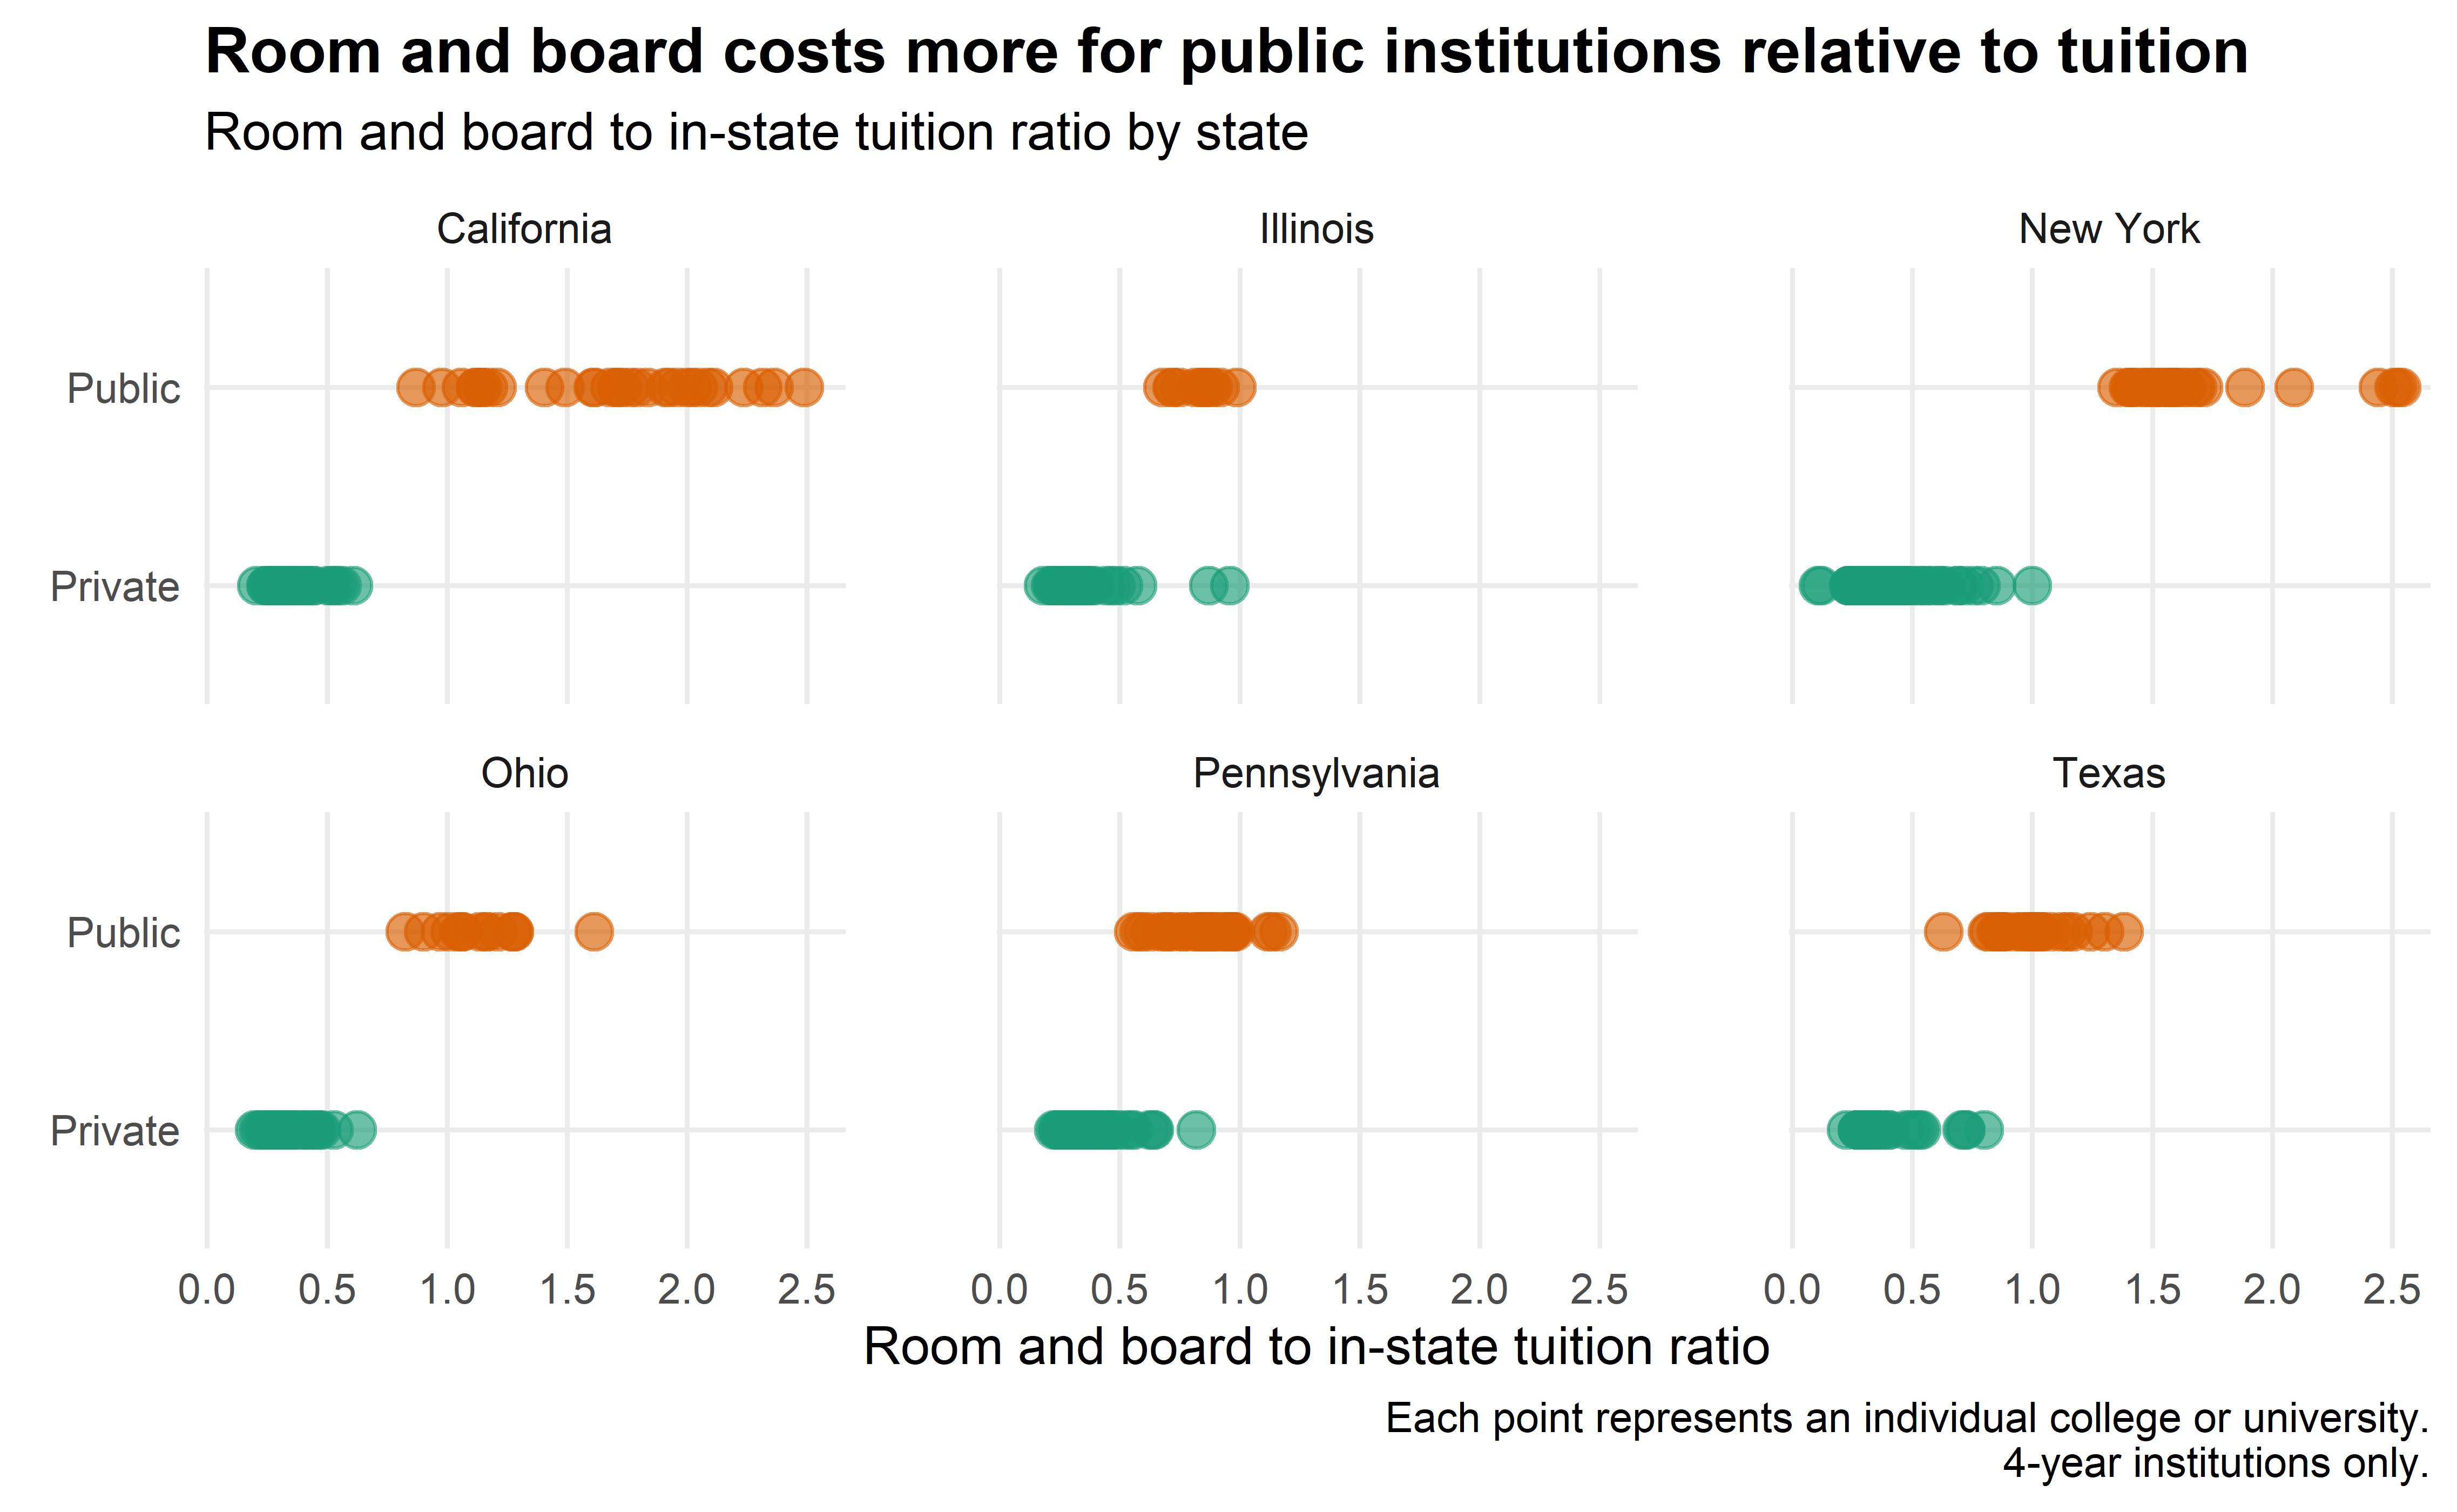 Room and board costs more for public institutions relative to tuition
Room and board to in-state tuition ratio by state
California
Illinois
New York
Public
Private
Ohio
Pennsylvania
Texas
Public
Private
0.0 0.5 1.0 1.5 2.0 2.5
0.0 0.5 1.0 1.5 2.0 2.5
0.0 0.5 1.0 1.5 2.0 2.5
Room and board to in-state tuition ratio
Each point represents an individual college or university.
4-year institutions only.